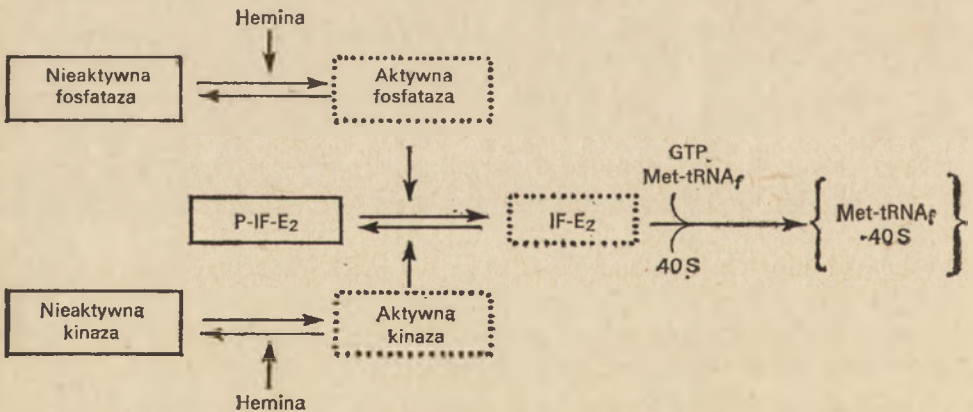 Hemina
Nieaktywna
fosfataza
Aktywna
fosfataza
GTP
Met-tRNAf
P-IF-E2
IF-E2
40S
Met-tRNAf
-40S
Nieaktywna
kinaza
Aktywna
kinaza
Hemina